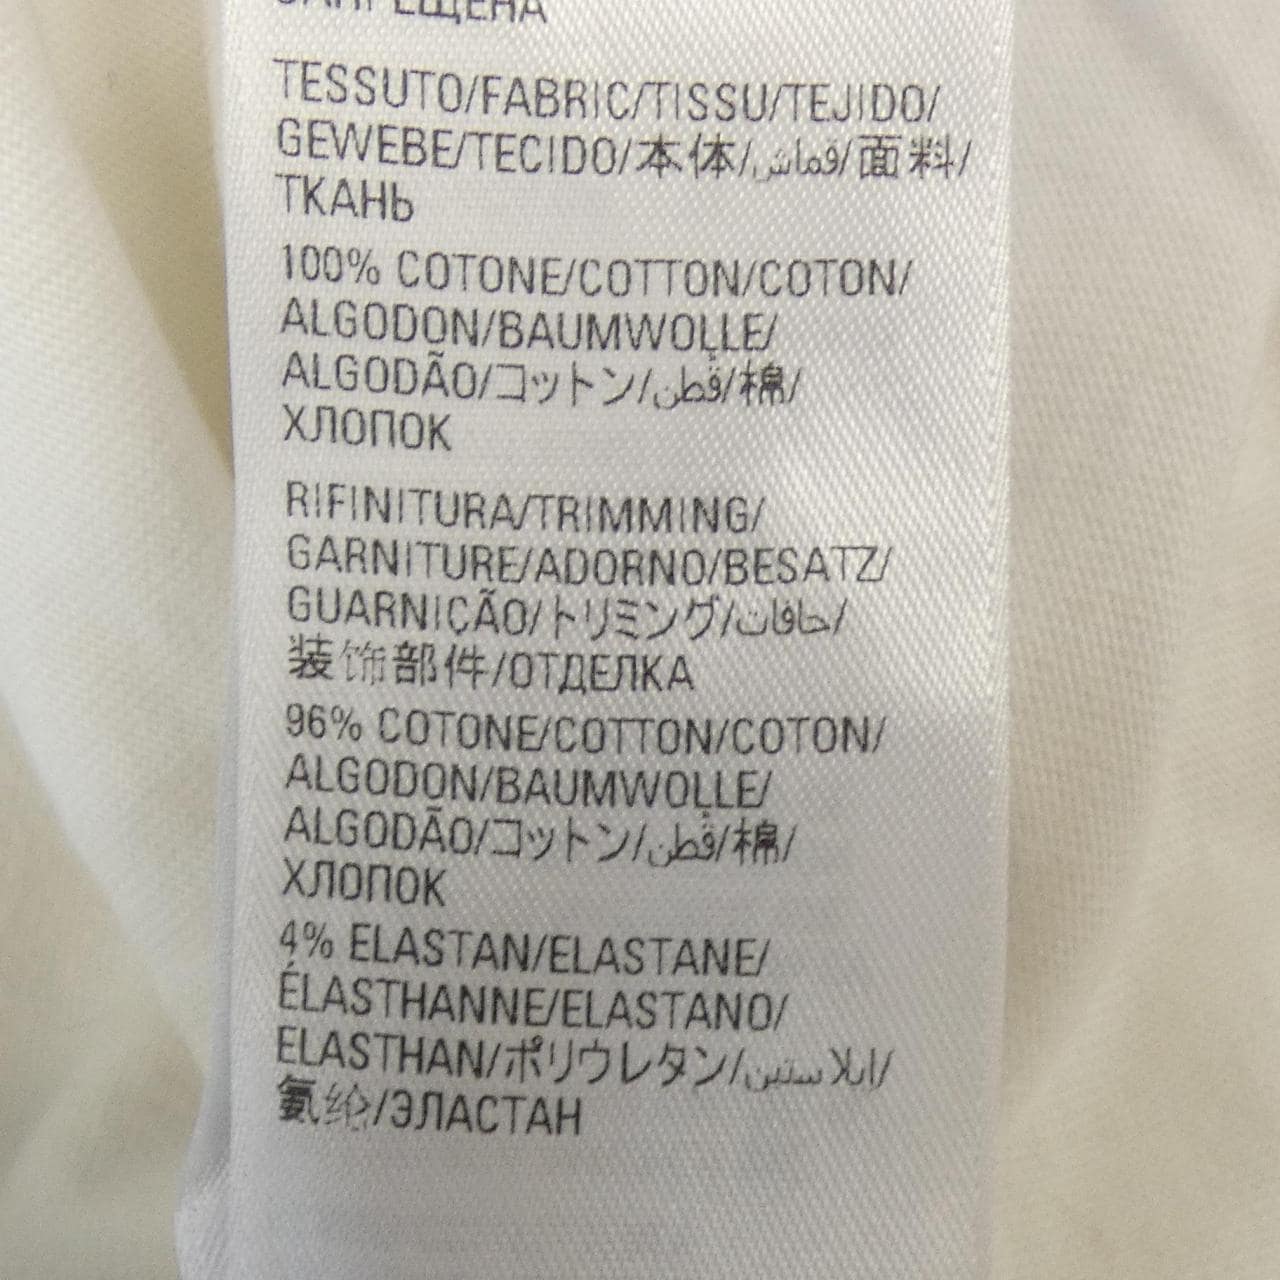 ЗАПРЕЩЕНА
TESSUTO/FABRIC/TISSU/TEJIDO/
GEWEBE/TECIDO/本体/قماش/面料/
ТКАНЬ
100% COTONE/COTTON/COTON/
ALGODON/BAUMWOLLE/
ALGODÃO/コットン/قطن/棉/
ХЛОПОК
RIFINITURA/TRIMMING/
GARNITURE/ADORNO/BESATZ/
GUARNIÇÃO/トリミング/حافات/
装饰部件/ОТДЕЛКА
96% COTONE/COTTON/COTON/
ALGODON/BAUMWOLLE/
ALGODÃO/コットン/قطن/棉/
ХЛОПОК
4% ELASTAN/ELASTANE/
ÉLASTHANNE/ELASTANO/
ELASTHAN/ポリウレタン/ايلاستين/
氨纶/ЭЛАСТАН